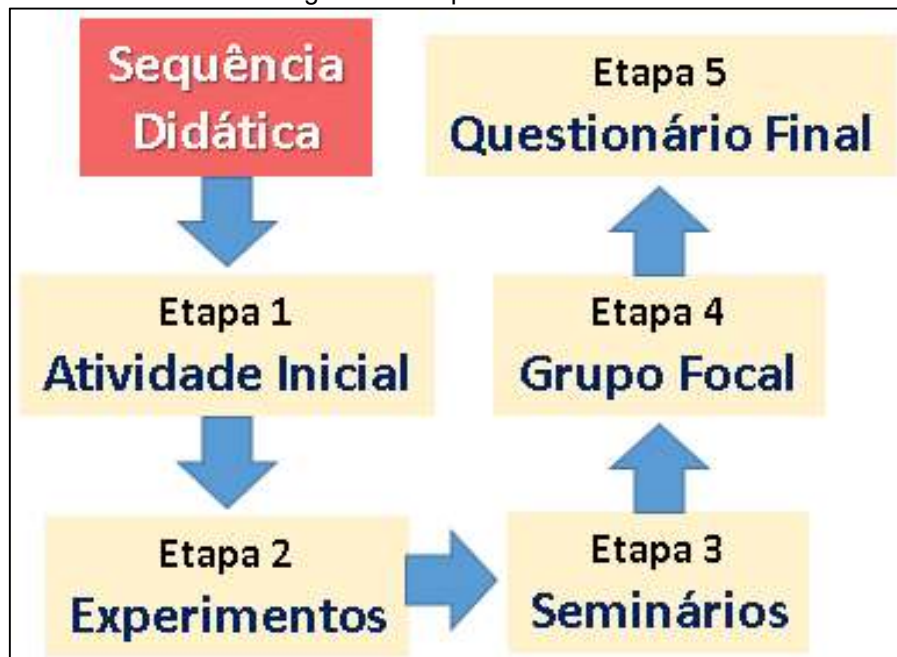 Sequência
Didática
Etapa 1
Atividade Inicial
Etapa 2
Experimentos
Etapa 3
Seminários
Etapa 4
Grupo Focal
Etapa 5
Questionário Final